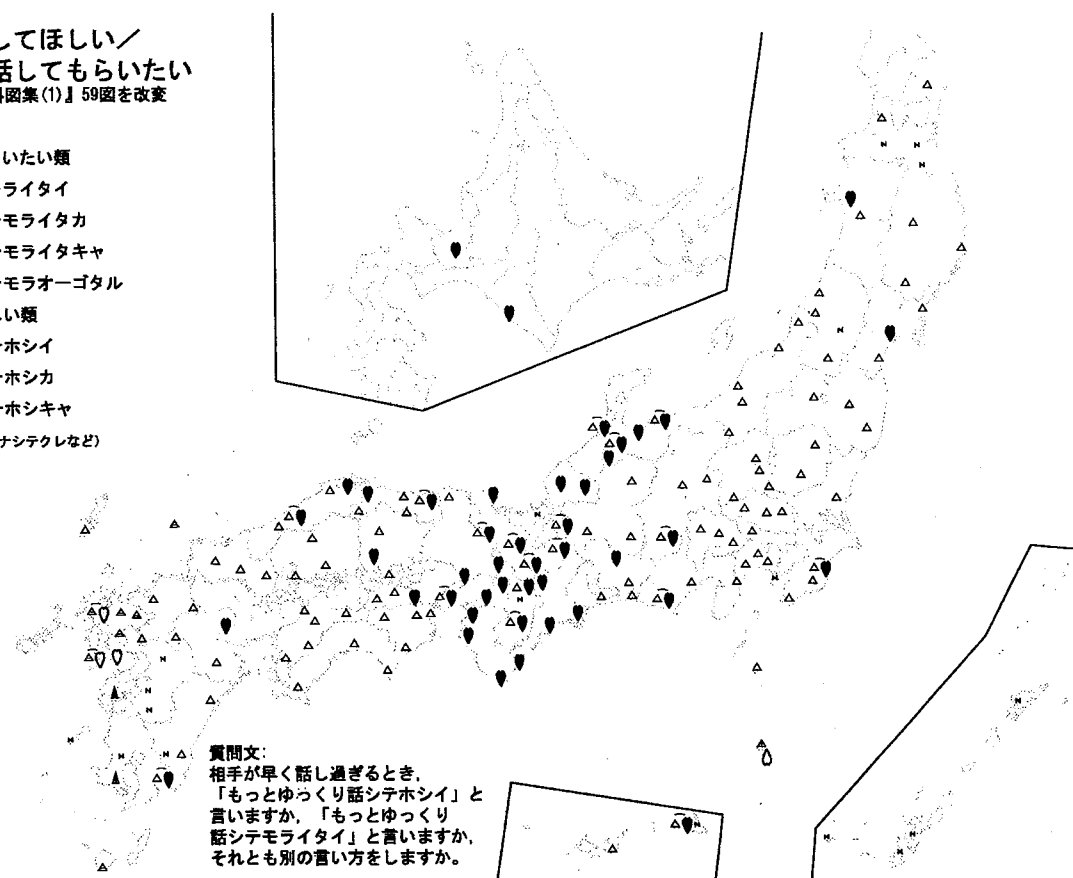 してほしい／
話してもらいたい
料図集(1)』59図を改変
いたい類
ライタイ
モライタカ
モライタキャ
モラオーゴタル
い類
ホシイ
ホシカ
ホシキャ
ナシテクレなど)
質問文:
相手が早く話し過ぎるとき，
「もっとゆっくり話シテホシイ」と
言いますか，「もっとゆっくり
話シテモライタイ」と言いますか，
それとも別の言い方をしますか。